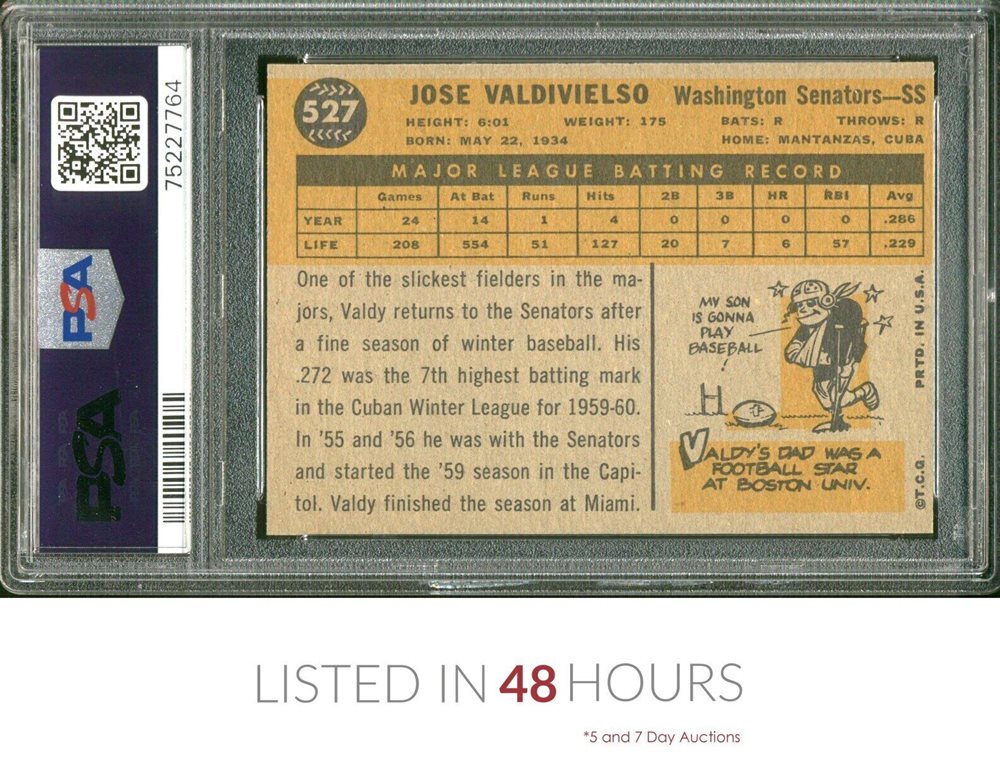 75227764
PSA
PSA
527
JOSE VALDIVIELSO Washington Senators—SS
HEIGHT: 6:01 WEIGHT: 175 BATS: R THROWS: R
BORN: MAY 22, 1934 HOME: MANTANZAS, CUBA
MAJOR LEAGUE BATTING RECORD
Games At Bat Runs Hits 2B 3B HR RBI Avg
YEAR 24 14 1 4 0 0 0 0 .286
LIFE 208 554 51 127 20 7 6 57 .229
One of the slickest fielders in the ma-
jors, Valdy returns to the Senators after
a fine season of winter baseball. His
.272 was the 7th highest batting mark
in the Cuban Winter League for 1959-60.
In '55 and '56 he was with the Senators
and started the '59 season in the Capi-
tol. Valdy finished the season at Miami.
MY SON
IS GONNA
PLAY
BASEBALL
!
VALDY'S DAD WAS A
FOOTBALL STAR
AT BOSTON UNIV.
PRTD. IN U.S.A.
©T.C.G.
LISTED IN 48 HOURS
*5 and 7 Day Auctions